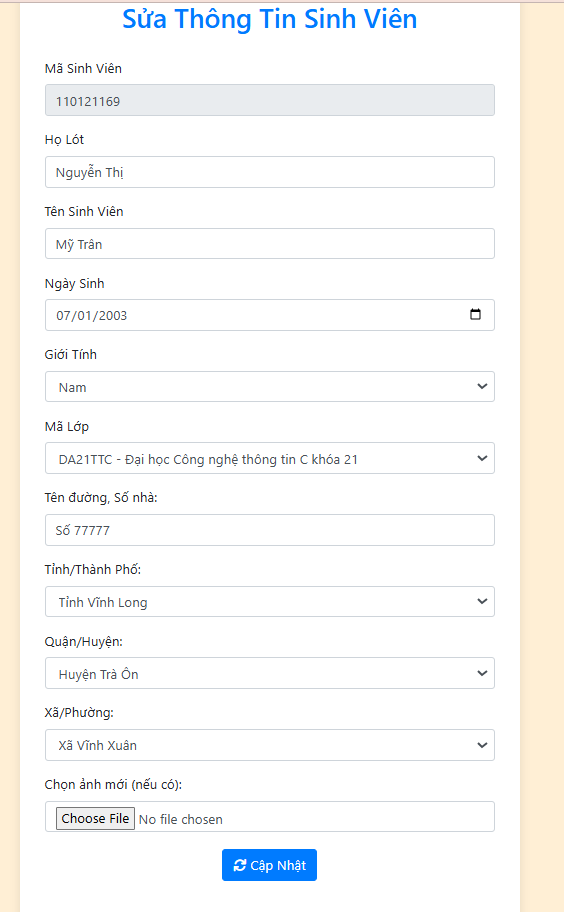 Sửa Thông Tin Sinh Viên
Mã Sinh Viên
110121169
Họ Lót
Nguyễn Thị
Tên Sinh Viên
Mỹ Trân
Ngày Sinh
07/01/2003
Giới Tính
Nam
Mã Lớp
DA21TTC - Đại học Công nghệ thông tin C khóa 21
Tên đường, Số nhà:
Số 77777
Tỉnh/Thành Phố:
Tỉnh Vĩnh Long
Quận/Huyện:
Huyện Trà Ôn
Xã/Phường:
Xã Vĩnh Xuân
Chọn ảnh mới (nếu có):
Choose File No file chosen
Cập Nhật